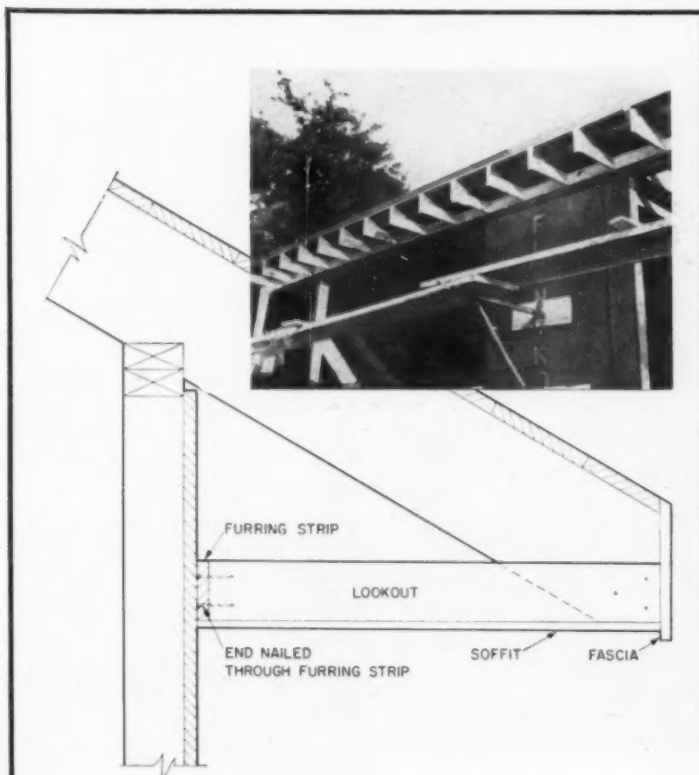 FURRING STRIP
LOOKOUT
END NAILED
THROUGH FURRING STRIP
SOFFIT
FASCIA